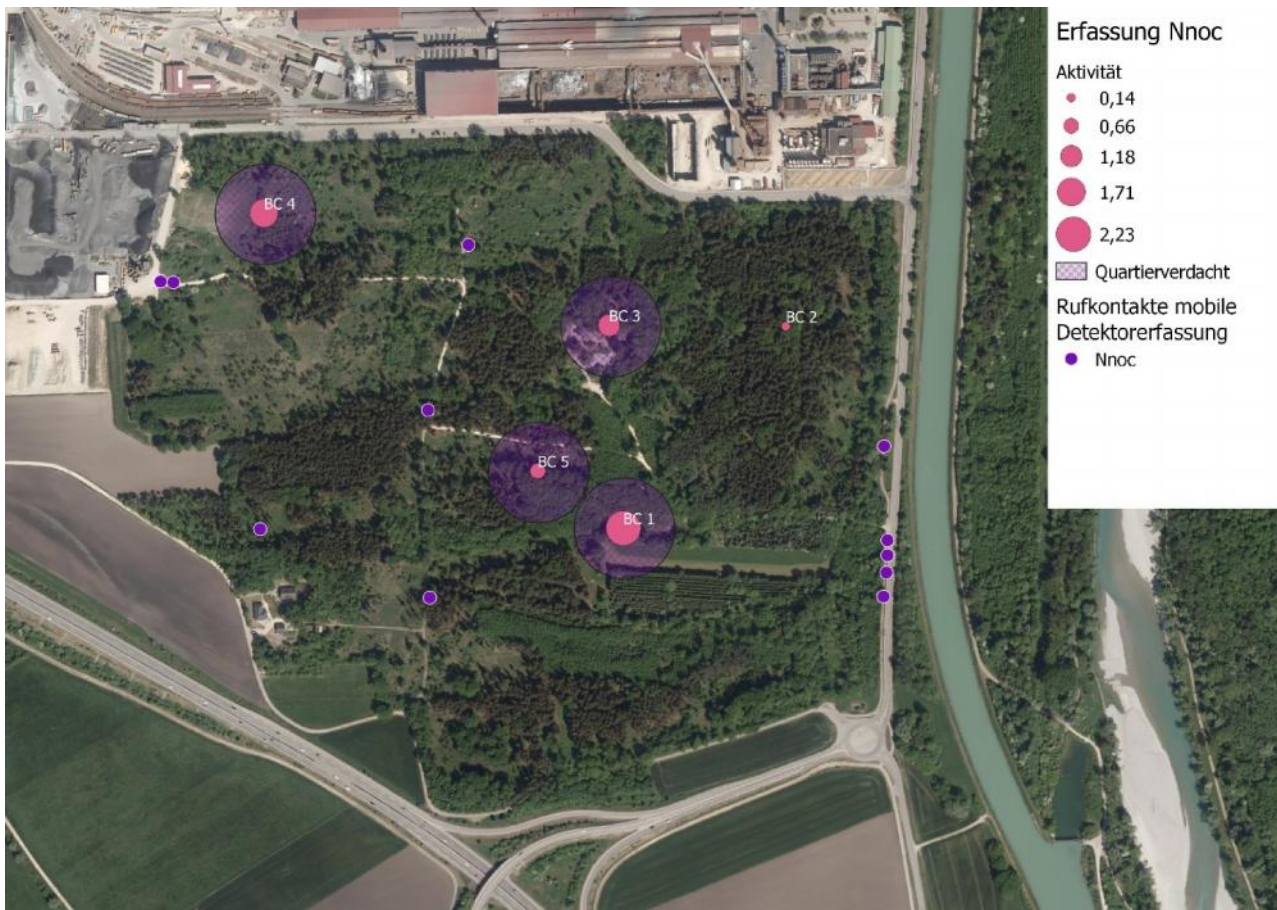 Erfassung Nnoc
Aktivität
0,14
0,66
1,18
1,71
2,23
Quartierverdacht
Rufkontakte mobile
Detektorerfassung
Nnoc
BC 4
BC 3
BC 2
BC 5
BC 1